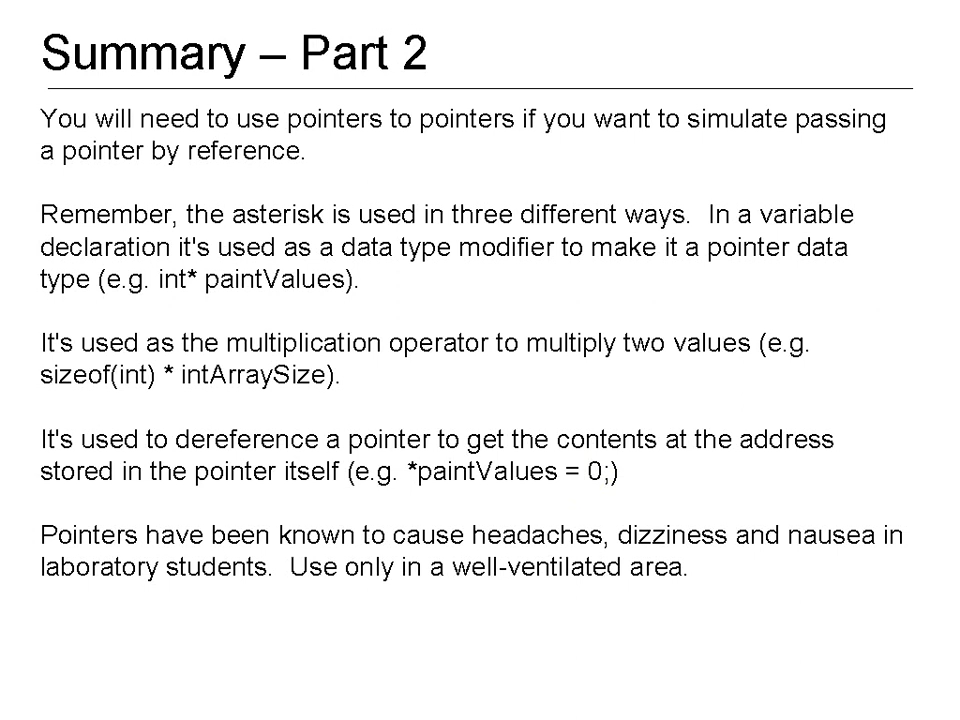 Summary – Part 2
You will need to use pointers to pointers if you want to simulate passing
a pointer by reference.
Remember, the asterisk is used in three different ways.  In a variable
declaration it's used as a data type modifier to make it a pointer data
type (e.g. int* paintValues).
It's used as the multiplication operator to multiply two values (e.g.
sizeof(int) * intArraySize).
It's used to dereference a pointer to get the contents at the address
stored in the pointer itself (e.g. *paintValues = 0;)
Pointers have been known to cause headaches, dizziness and nausea in
laboratory students.  Use only in a well-ventilated area.